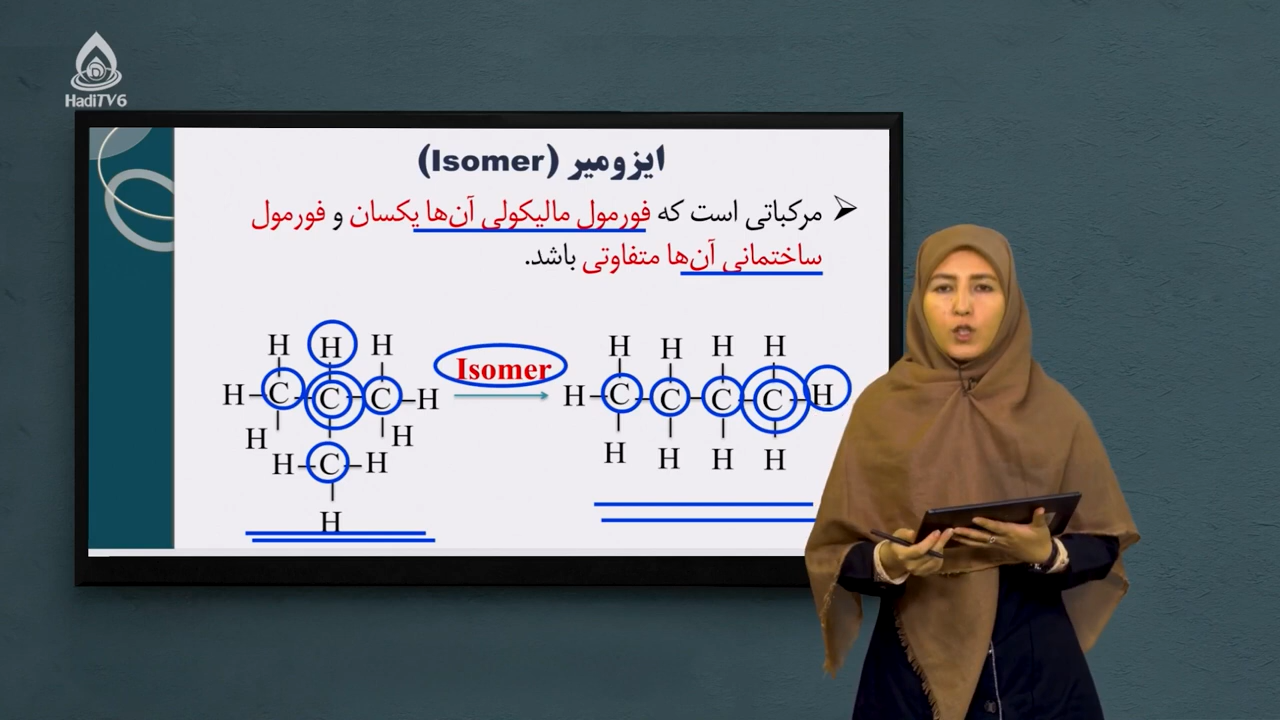 HadiTV6
ایزومیر (Isomer)
مرکباتی است که فورمول مالیکولی آن‌ها یکسان و فورمول
ساختمانی آن‌ها متفاوتی باشد.
H H H
Isomer
H C C C H
H H
H C H
H
H H H H
H C C C C H
H H H H